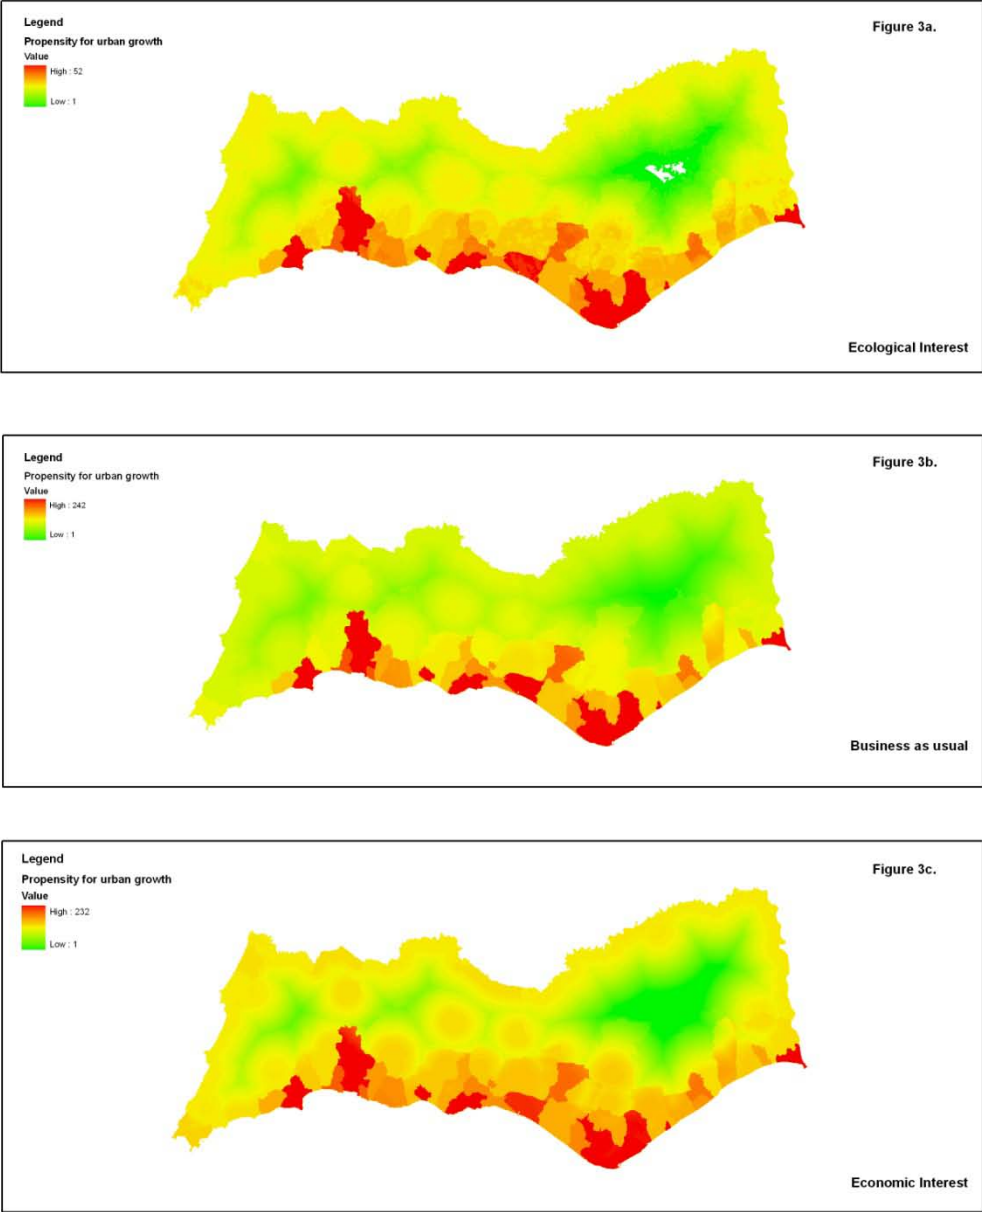 Legend
Figure 3a.
Propensity for urban growth
Value
High : 52
Low : 1
Ecological Interest
Legend
Figure 3b.
Propensity for urban growth
Value
High : 242
Low : 1
Business as usual
Legend
Figure 3c.
Propensity for urban growth
Value
High : 232
Low : 1
Economic Interest